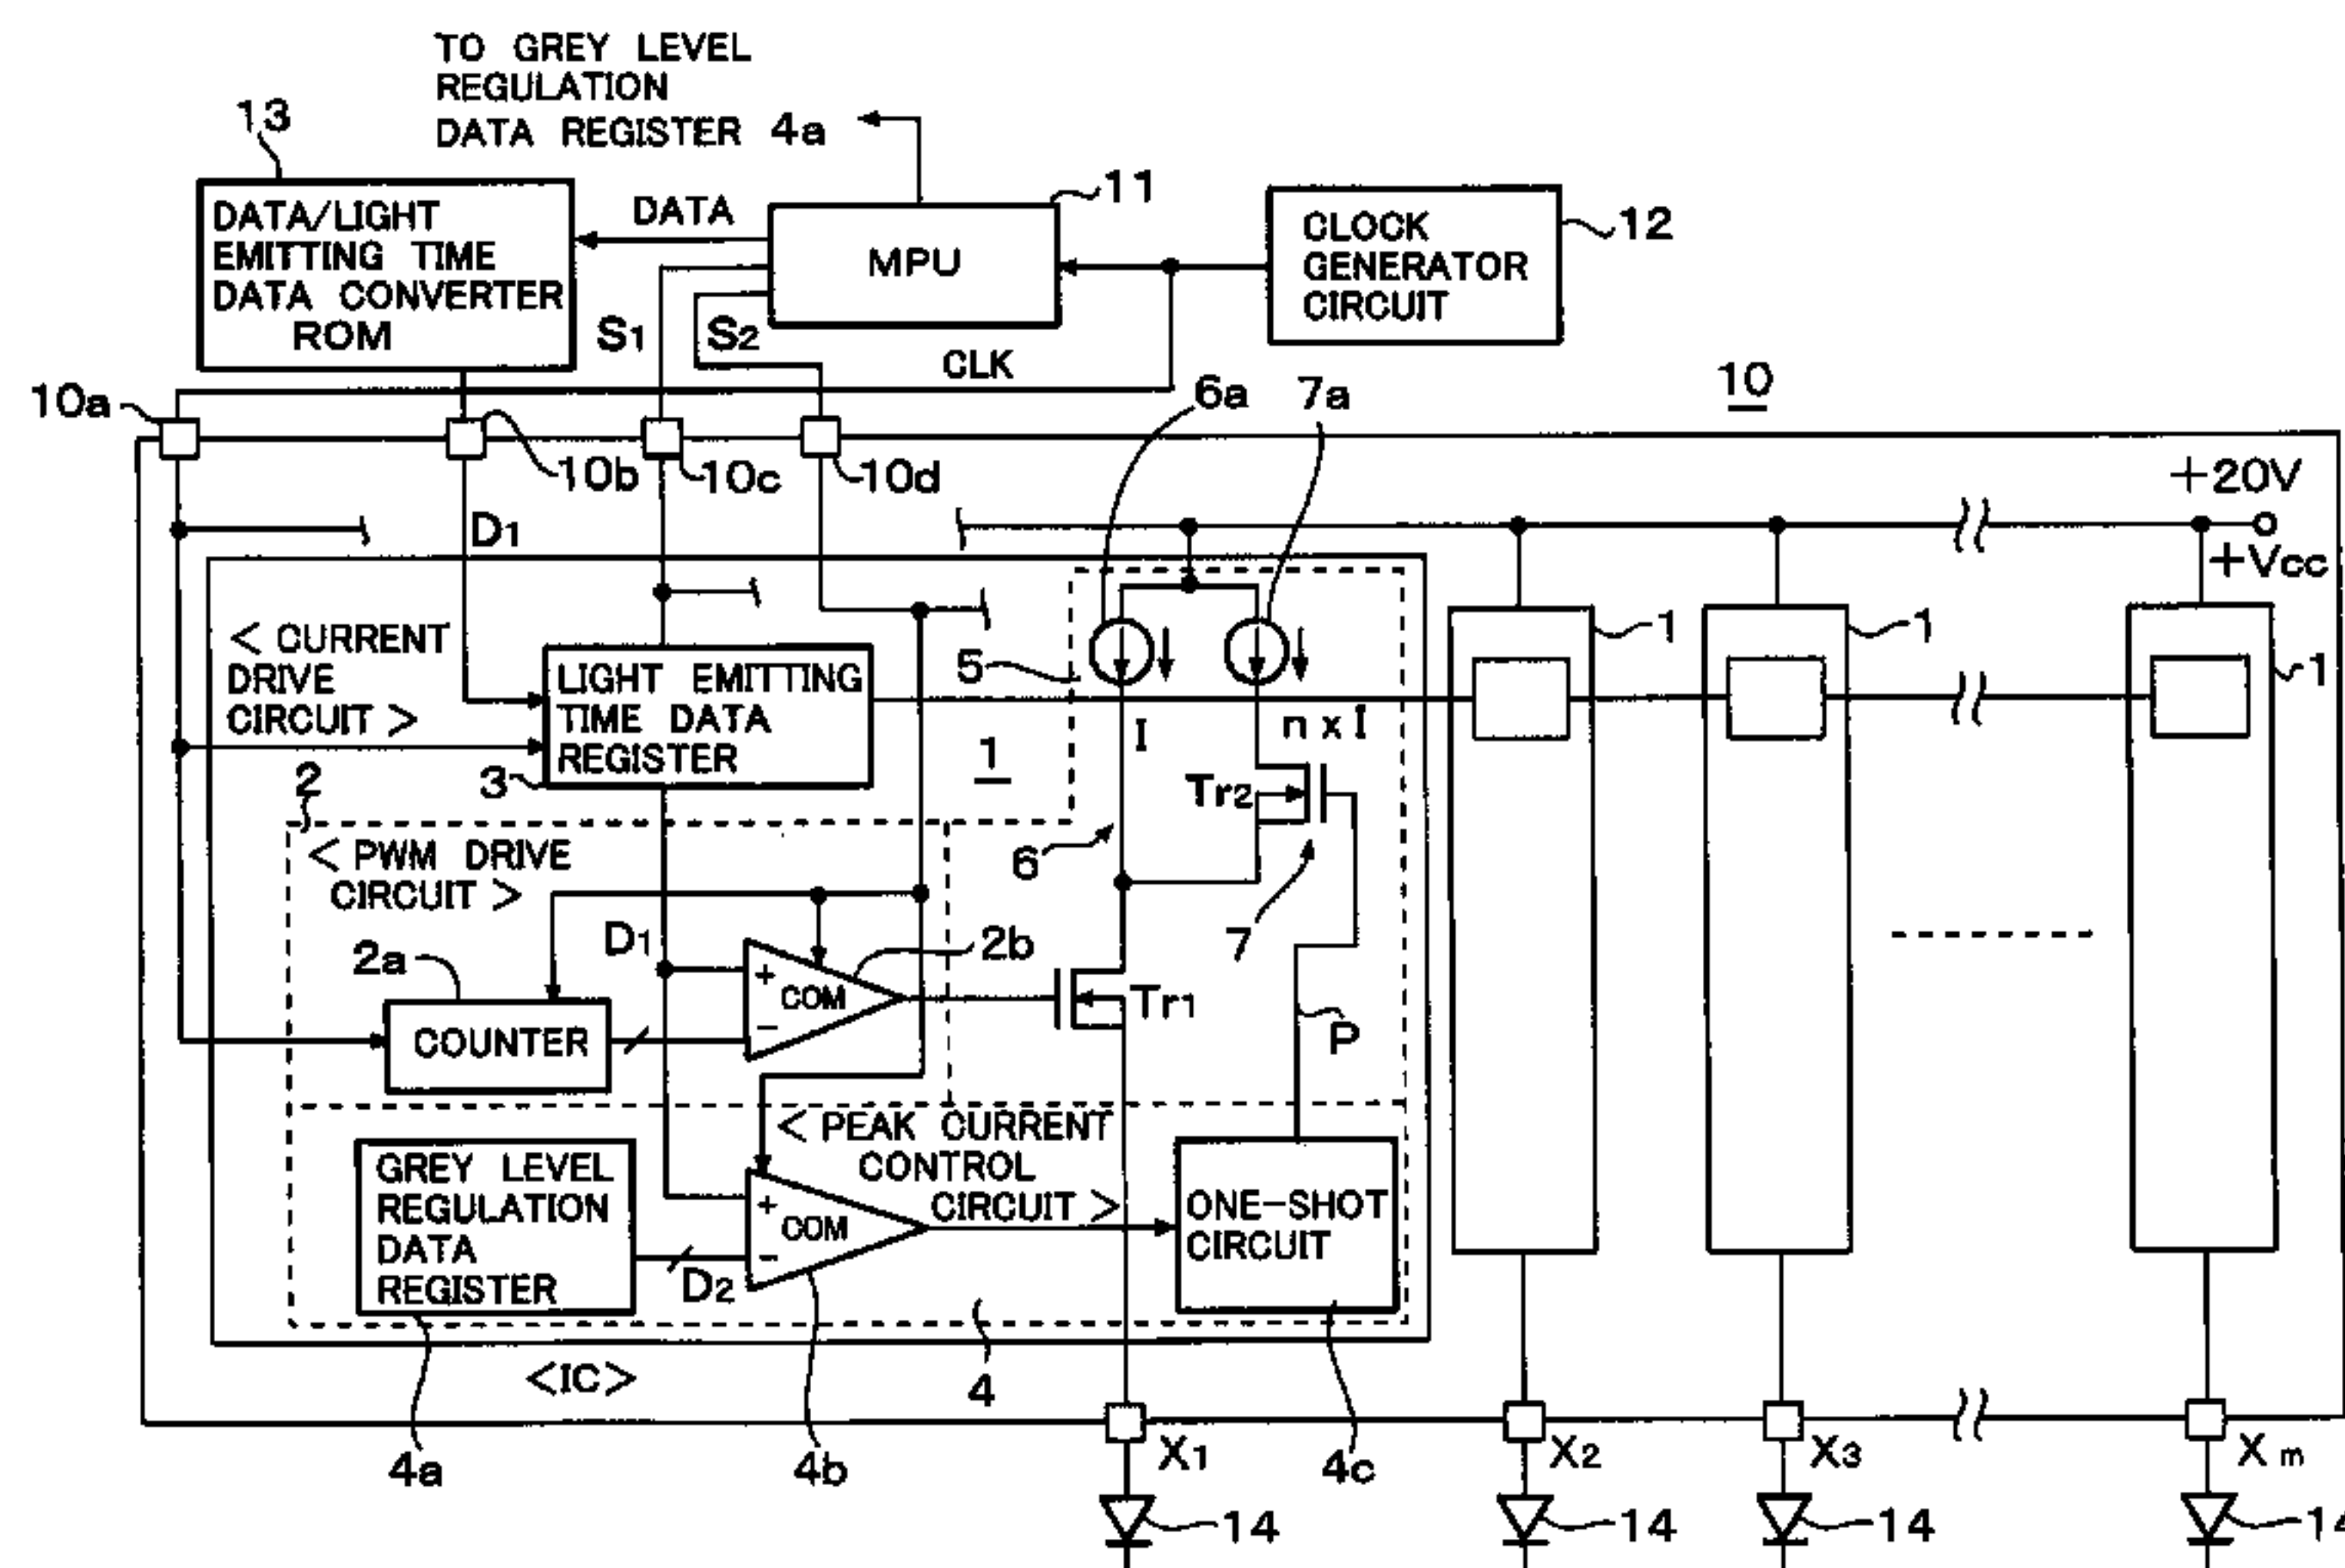 TO GREY LEVEL
REGULATION
DATA REGISTER 4a
13
11
DATA/LIGHT
EMITTING TIME
DATA CONVERTER
ROM
DATA
MPU
CLOCK
GENERATOR
CIRCUIT
12
S1
S2
CLK
10
10a
10b
10c
10d
6a
7a
+20V
+Vcc
D1
< CURRENT
DRIVE
CIRCUIT >
LIGHT EMITTING
TIME DATA
REGISTER
3
1
5
I
n x I
1
1
1
2
< PWM DRIVE
CIRCUIT >
Tr2
6
7
D1
2a
2b
+
COM
−
COUNTER
Tr1
P
< PEAK CURRENT
CONTROL
CIRCUIT >
GREY LEVEL
REGULATION
DATA
REGISTER
+
COM
−
D2
ONE-SHOT
CIRCUIT
<IC>
4
4a
4b
4c
X1
X2
X3
Xm
14
14
14